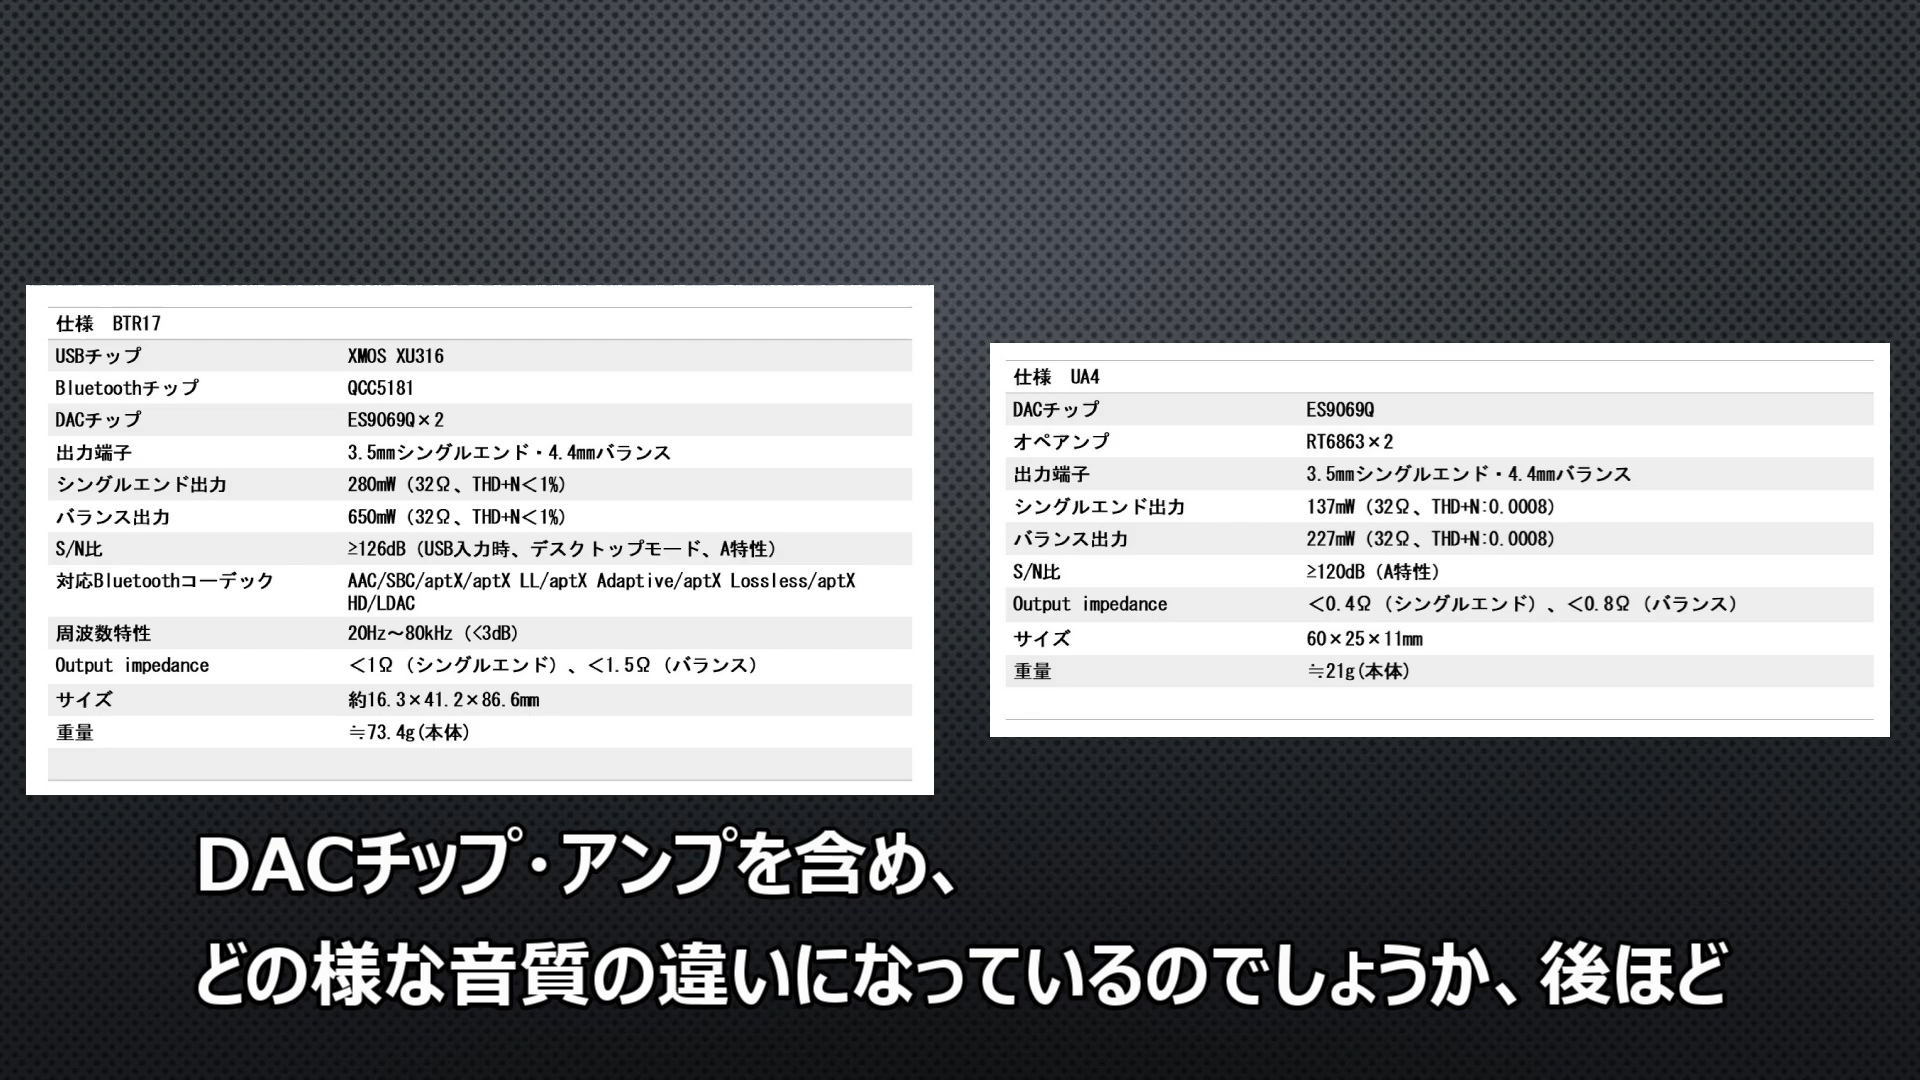 仕様 BTR17
USBチップ XMOS XU316
Bluetoothチップ QCC5181
DACチップ ES9069Q×2
出力端子 3.5mmシングルエンド・4.4mmバランス
シングルエンド出力 280mW（32Ω、THD+N＜1%）
バランス出力 650mW（32Ω、THD+N＜1%）
S/N比 ≥126dB（USB入力時、デスクトップモード、A特性）
対応Bluetoothコーデック AAC/SBC/aptX/aptX LL/aptX Adaptive/aptX Lossless/aptX
HD/LDAC
周波数特性 20Hz～80kHz（<3dB）
Output impedance ＜1Ω（シングルエンド）、＜1.5Ω（バランス）
サイズ 約16.3×41.2×86.6mm
重量 ≒73.4g(本体)
仕様 UA4
DACチップ ES9069Q
オペアンプ RT6863×2
出力端子 3.5mmシングルエンド・4.4mmバランス
シングルエンド出力 137mW（32Ω、THD+N:0.0008）
バランス出力 227mW（32Ω、THD+N:0.0008）
S/N比 ≥120dB（A特性）
Output impedance ＜0.4Ω（シングルエンド）、＜0.8Ω（バランス）
サイズ 60×25×11mm
重量 ≒21g(本体)
DACチップ・アンプを含め、
どの様な音質の違いになっているのでしょうか、後ほど